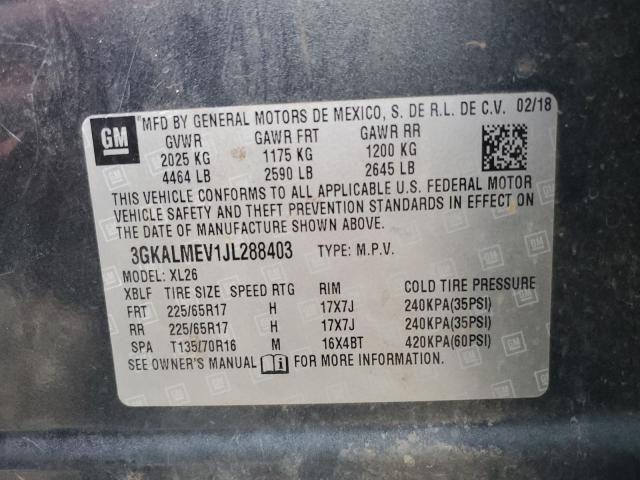 GM
MFD BY GENERAL MOTORS DE MEXICO, S. DE R.L. DE C.V. 02/18
GVWR GAWR FRT GAWR RR
2025 KG 1175 KG 1200 KG
4464 LB 2590 LB 2645 LB
THIS VEHICLE CONFORMS TO ALL APPLICABLE U.S. FEDERAL MOTOR
VEHICLE SAFETY AND THEFT PREVENTION STANDARDS IN EFFECT ON
THE DATE OF MANUFACTURE SHOWN ABOVE.
3GKALMEV1JL288403 TYPE: M.P.V.
MODEL: XL26
XBLF TIRE SIZE SPEED RTG RIM COLD TIRE PRESSURE
FRT 225/65R17 H 17X7J 240KPA(35PSI)
RR 225/65R17 H 17X7J 240KPA(35PSI)
SPA T135/70R16 M 16X4BT 420KPA(60PSI)
SEE OWNER'S MANUAL FOR MORE INFORMATION.